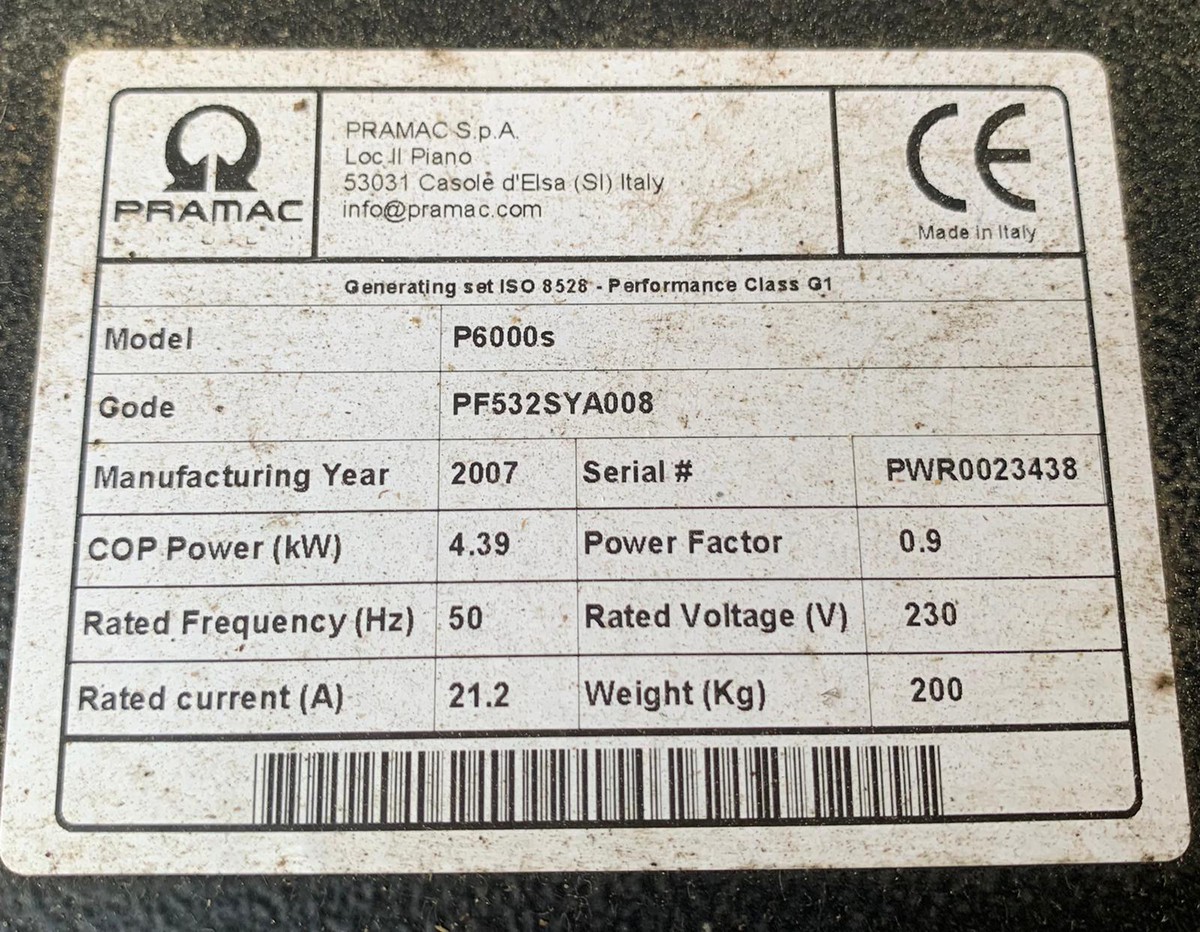 PRAMAC
PRAMAC S.p.A.
Loc.Il Piano
53031 Casole d'Elsa (SI) Italy
info@pramac.com
CE
Made in Italy
Generating set ISO 8528 - Performance Class G1
Model P6000s
Code PF532SYA008
Manufacturing Year 2007 Serial # PWR0023438
COP Power (kW) 4.39 Power Factor 0.9
Rated Frequency (Hz) 50 Rated Voltage (V) 230
Rated current (A) 21.2 Weight (Kg) 200